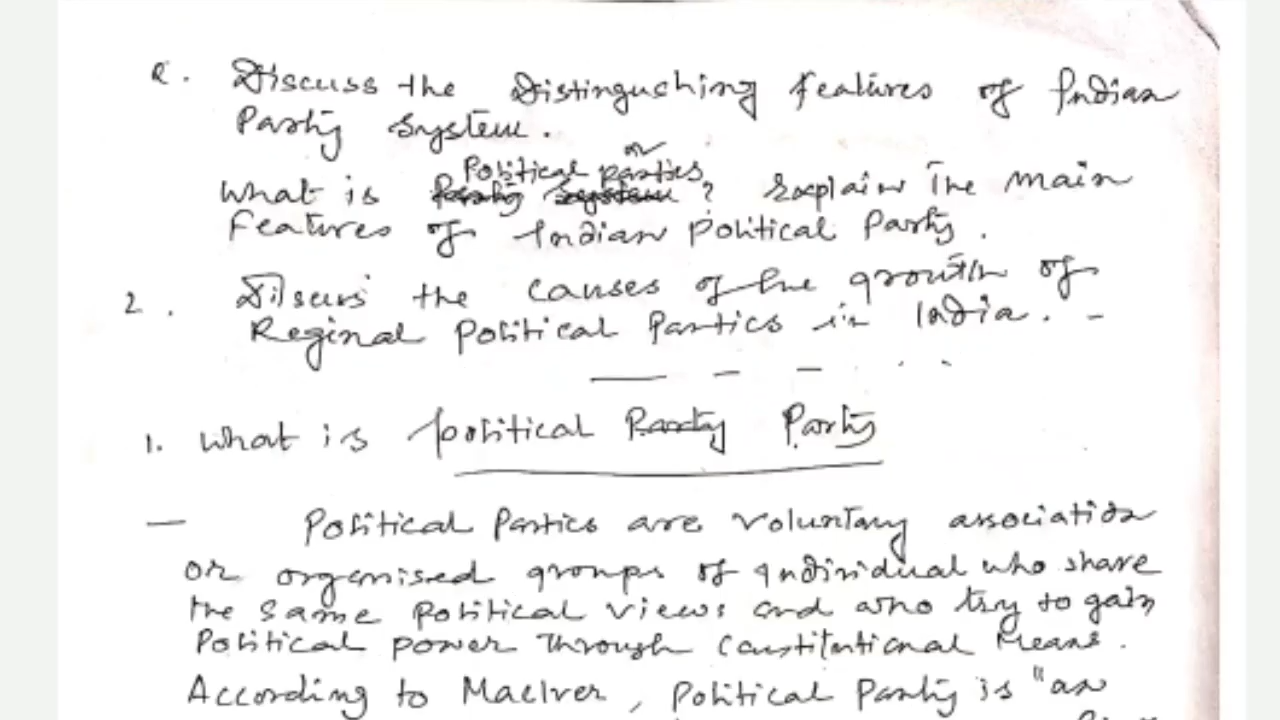 Q. Discuss the Distingushing features of Indian
Party System.
or
Political parties
What is Party System ? Explain The main
features of Indian Political Party.
2. Discuss the causes of the growth of
Reginal Political Parties in India. -
1. What is political Party Party
— Political Parties are voluntary association
or organised groups of individual who share
the same Political views and who try to gain
Political power through Constitutional Means.
According to MacIver, Political Party is "an